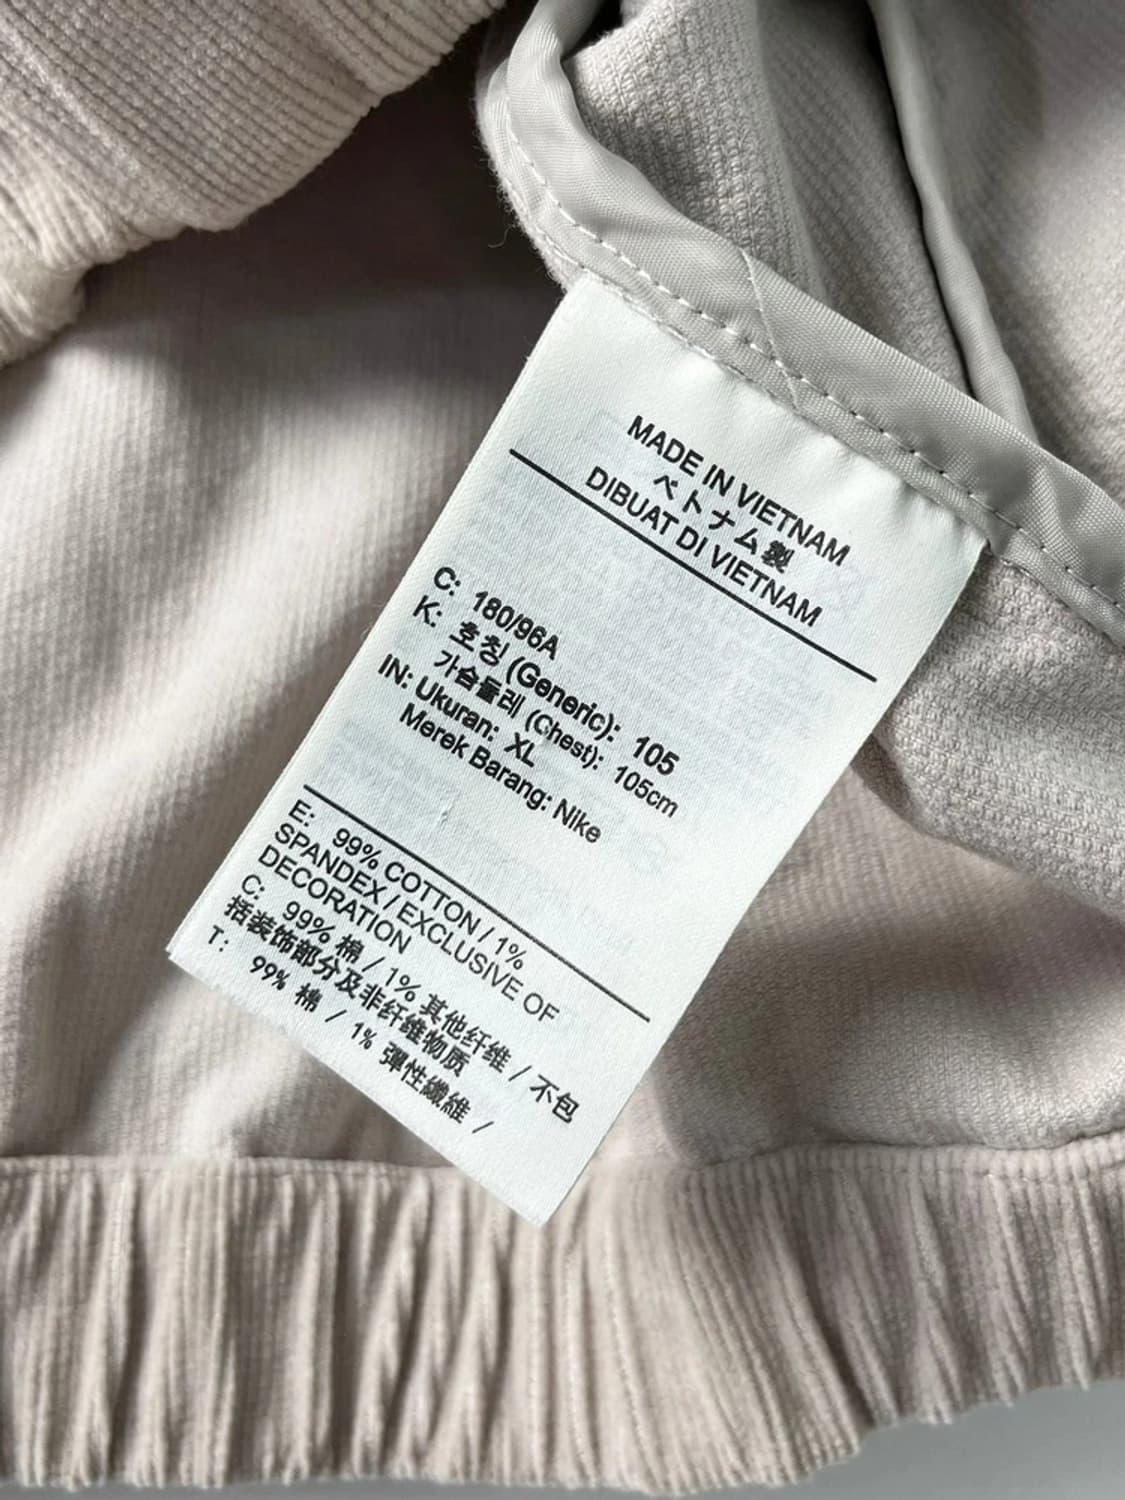 MADE IN VIETNAM
ベトナム製
DIBUAT DI VIETNAM
C: 180/96A
K: 호칭 (Generic): 105
가슴둘레 (Chest): 105cm
IN: Ukuran: XL
Merek Barang: Nike
E: 99% COTTON / 1%
SPANDEX / EXCLUSIVE OF
DECORATION
C: 99% 棉 / 1% 其他纤维 / 不包
括装饰部分及非纤维物质
T: 99% 棉 / 1% 彈性纖維 /